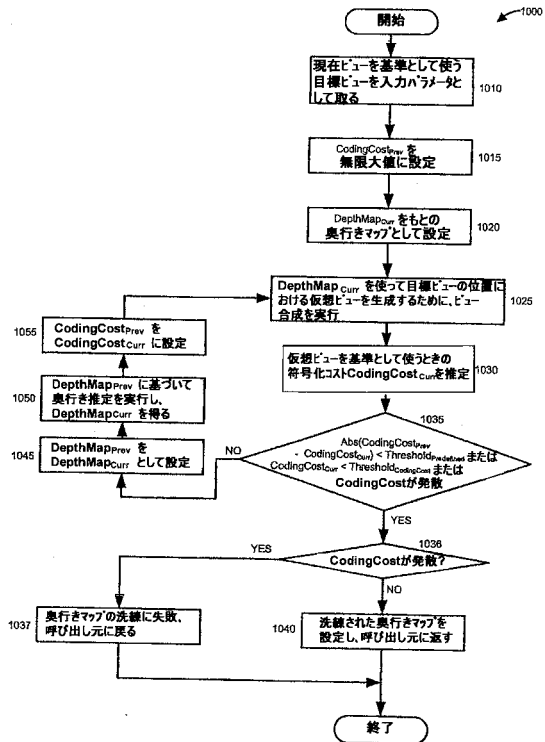 1000
開始
現在ビューを基準として使う
目標ビューを入力パラメータと
して取る
1010
CodingCostPrev を
無限大値に設定
1015
DepthMapCurr をもとの
奥行きマップとして設定
1020
DepthMap Curr を使って目標ビューの位置に
おける仮想ビューを生成するために、ビュー
合成を実行
1025
1055
CodingCostPrev を
CodingCostCurr に設定
仮想ビューを基準として使うときの
符号化コストCodingCost Currを推定
1030
1050
DepthMapPrev に基づいて
奥行き推定を実行し、
DepthMapCurr を得る
1035
Abs(CodingCostPrev
- CodingCostCurr) < ThresholdPredefined または
CodingCostCurr < ThresholdCodingCost または
CodingCostが発散
1045
DepthMapPrev を
DepthMapCurr として設定
NO
YES
1036
CodingCostが発散?
YES
NO
1037
奥行きマップの洗練に失敗、
呼び出し元に戻る
1040
洗練された奥行きマップを
設定し、呼び出し元に返す
終了